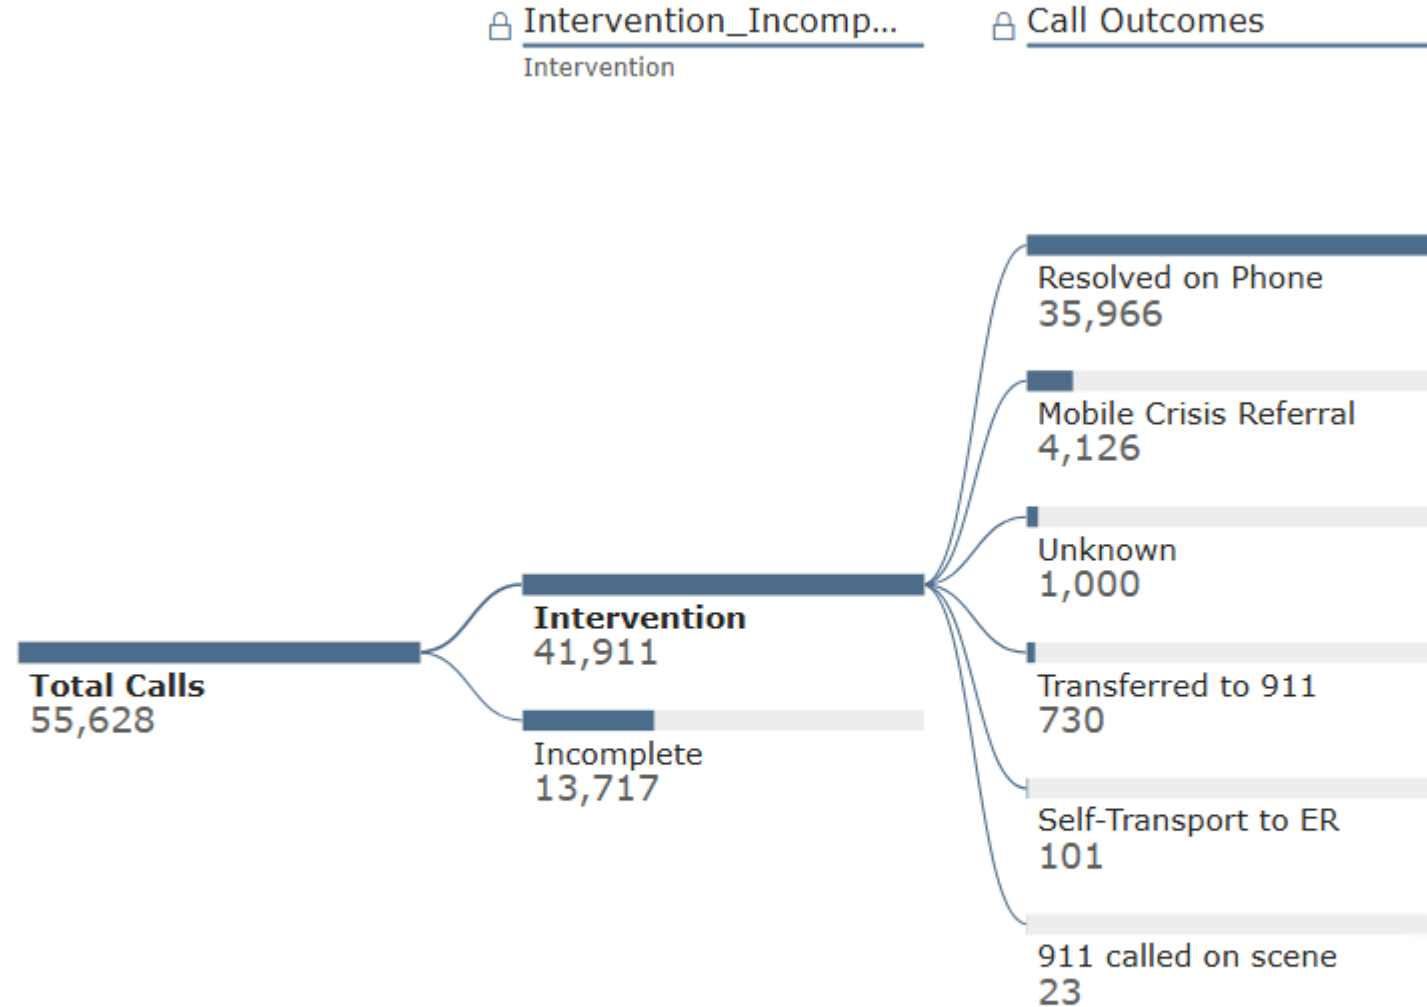 Intervention_Incomp...
Intervention
Call Outcomes
Total Calls
55,628
Intervention
41,911
Incomplete
13,717
Resolved on Phone
35,966
Mobile Crisis Referral
4,126
Unknown
1,000
Transferred to 911
730
Self-Transport to ER
101
911 called on scene
23